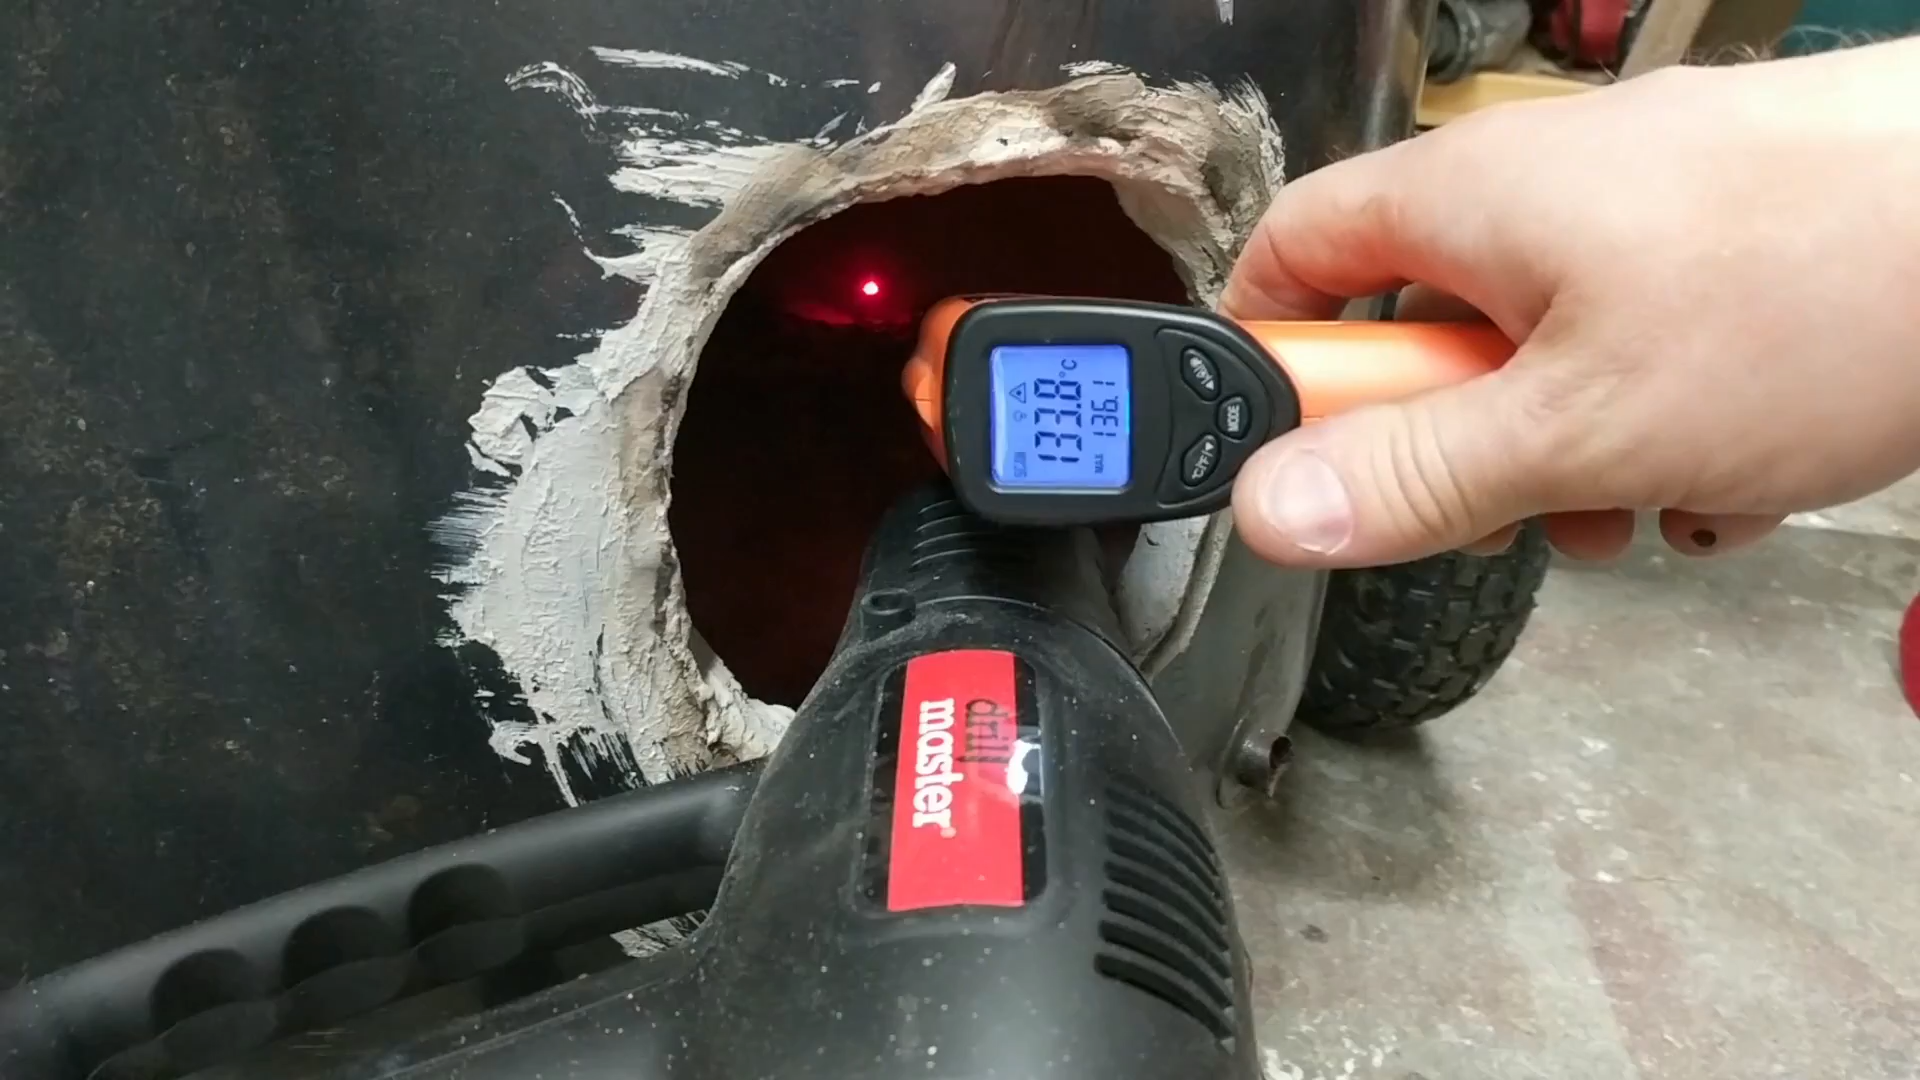 SCAN
133.8°C
MAX 136.1
MODE
°C/°F/▼
drill
master®